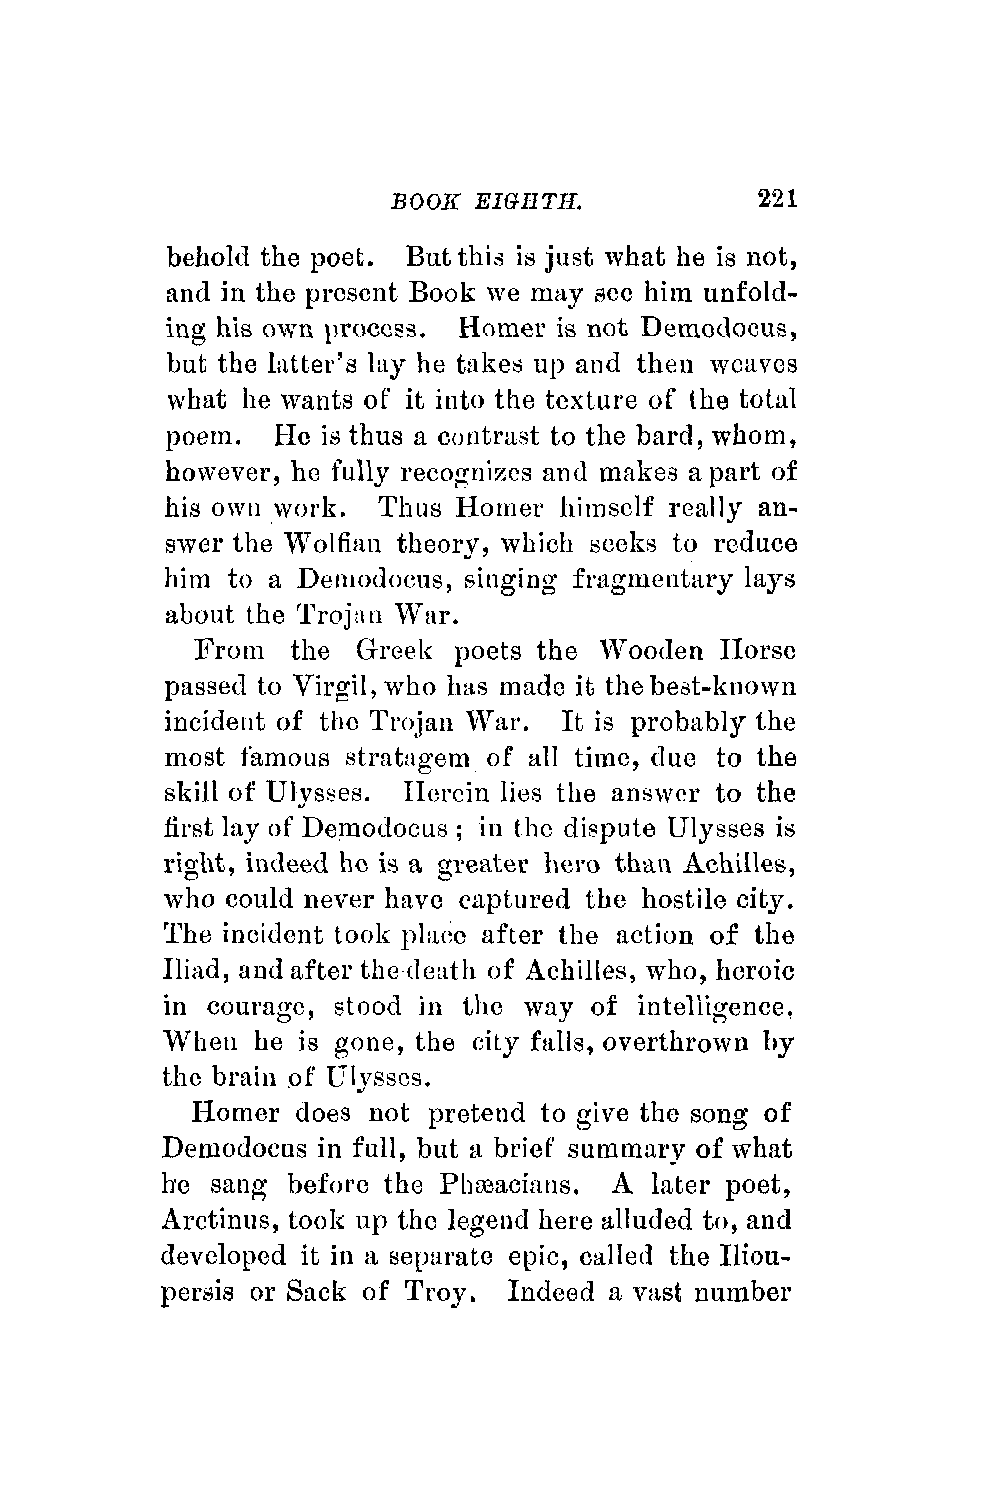 BOOK EIGHTH. 221
behold the poet. But this is just what he is not,
and in the present Book we may see him unfold-
ing his own process. Homer is not Demodocus,
but the latter's lay he takes up and then weaves
what he wants of it into the texture of the total
poem. He is thus a contrast to the bard, whom,
however, he fully recognizes and makes a part of
his own work. Thus Homer himself really an-
swer the Wolfian theory, which seeks to reduce
him to a Demodocus, singing fragmentary lays
about the Trojan War.
From the Greek poets the Wooden Horse
passed to Virgil, who has made it the best-known
incident of the Trojan War. It is probably the
most famous stratagem of all time, due to the
skill of Ulysses. Herein lies the answer to the
first lay of Demodocus; in the dispute Ulysses is
right, indeed he is a greater hero than Achilles,
who could never have captured the hostile city.
The incident took place after the action of the
Iliad, and after the death of Achilles, who, heroic
in courage, stood in the way of intelligence.
When he is gone, the city falls, overthrown by
the brain of Ulysses.
Homer does not pretend to give the song of
Demodocus in full, but a brief summary of what
he sang before the Phæacians. A later poet,
Arctinus, took up the legend here alluded to, and
developed it in a separate epic, called the Iliou-
persis or Sack of Troy. Indeed a vast number